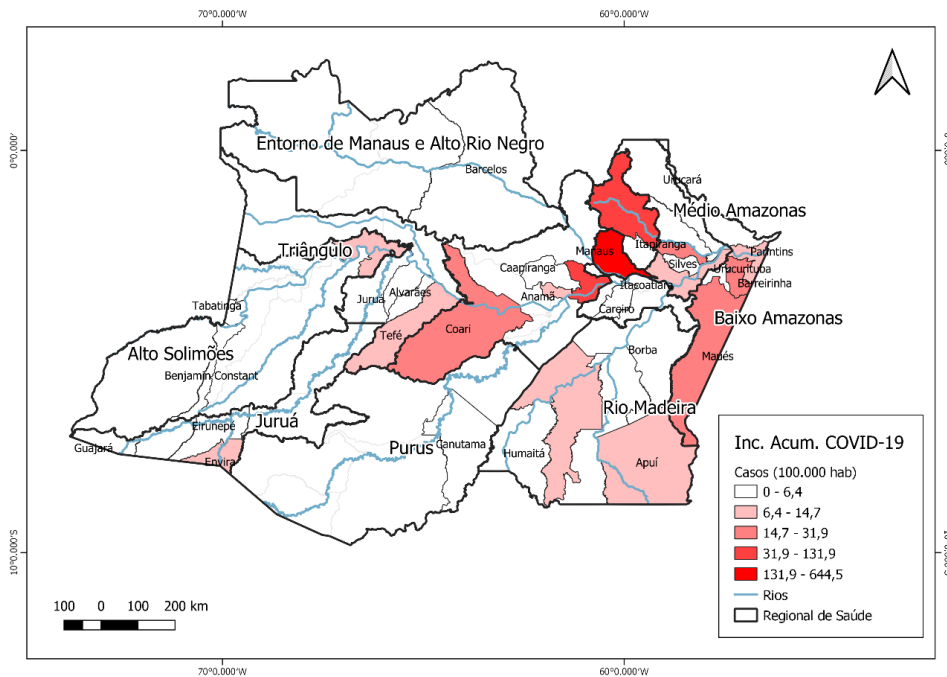 70°0.000'W 60°0.000'W
0°0.000'
Entorno de Manaus e Alto Rio Negro
Barcelos
Urucará
Médio Amazonas
Triângulo
Manaus
Itapiranga
Parintins
Caapiranga
Silves
Urucurituba
Alvarães
Juruá
Anamã
Itacoatiara
Barreirinha
Tabatinga
Careiro
Baixo Amazonas
Coari
Tefé
Borba
Maués
Alto Solimões
Benjamin Constant
Rio Madeira
Juruá
Eirunepé
Guajará
Purus
Canutama
Humaitá
Envira
Apuí
Inc. Acum. COVID-19
Casos (100.000 hab)
0 - 6,4
6,4 - 14,7
14,7 - 31,9
31,9 - 131,9
131,9 - 644,5
Rios
Regional de Saúde
10°0.000'S
100 0 100 200 km
70°0.000'W 60°0.000'W